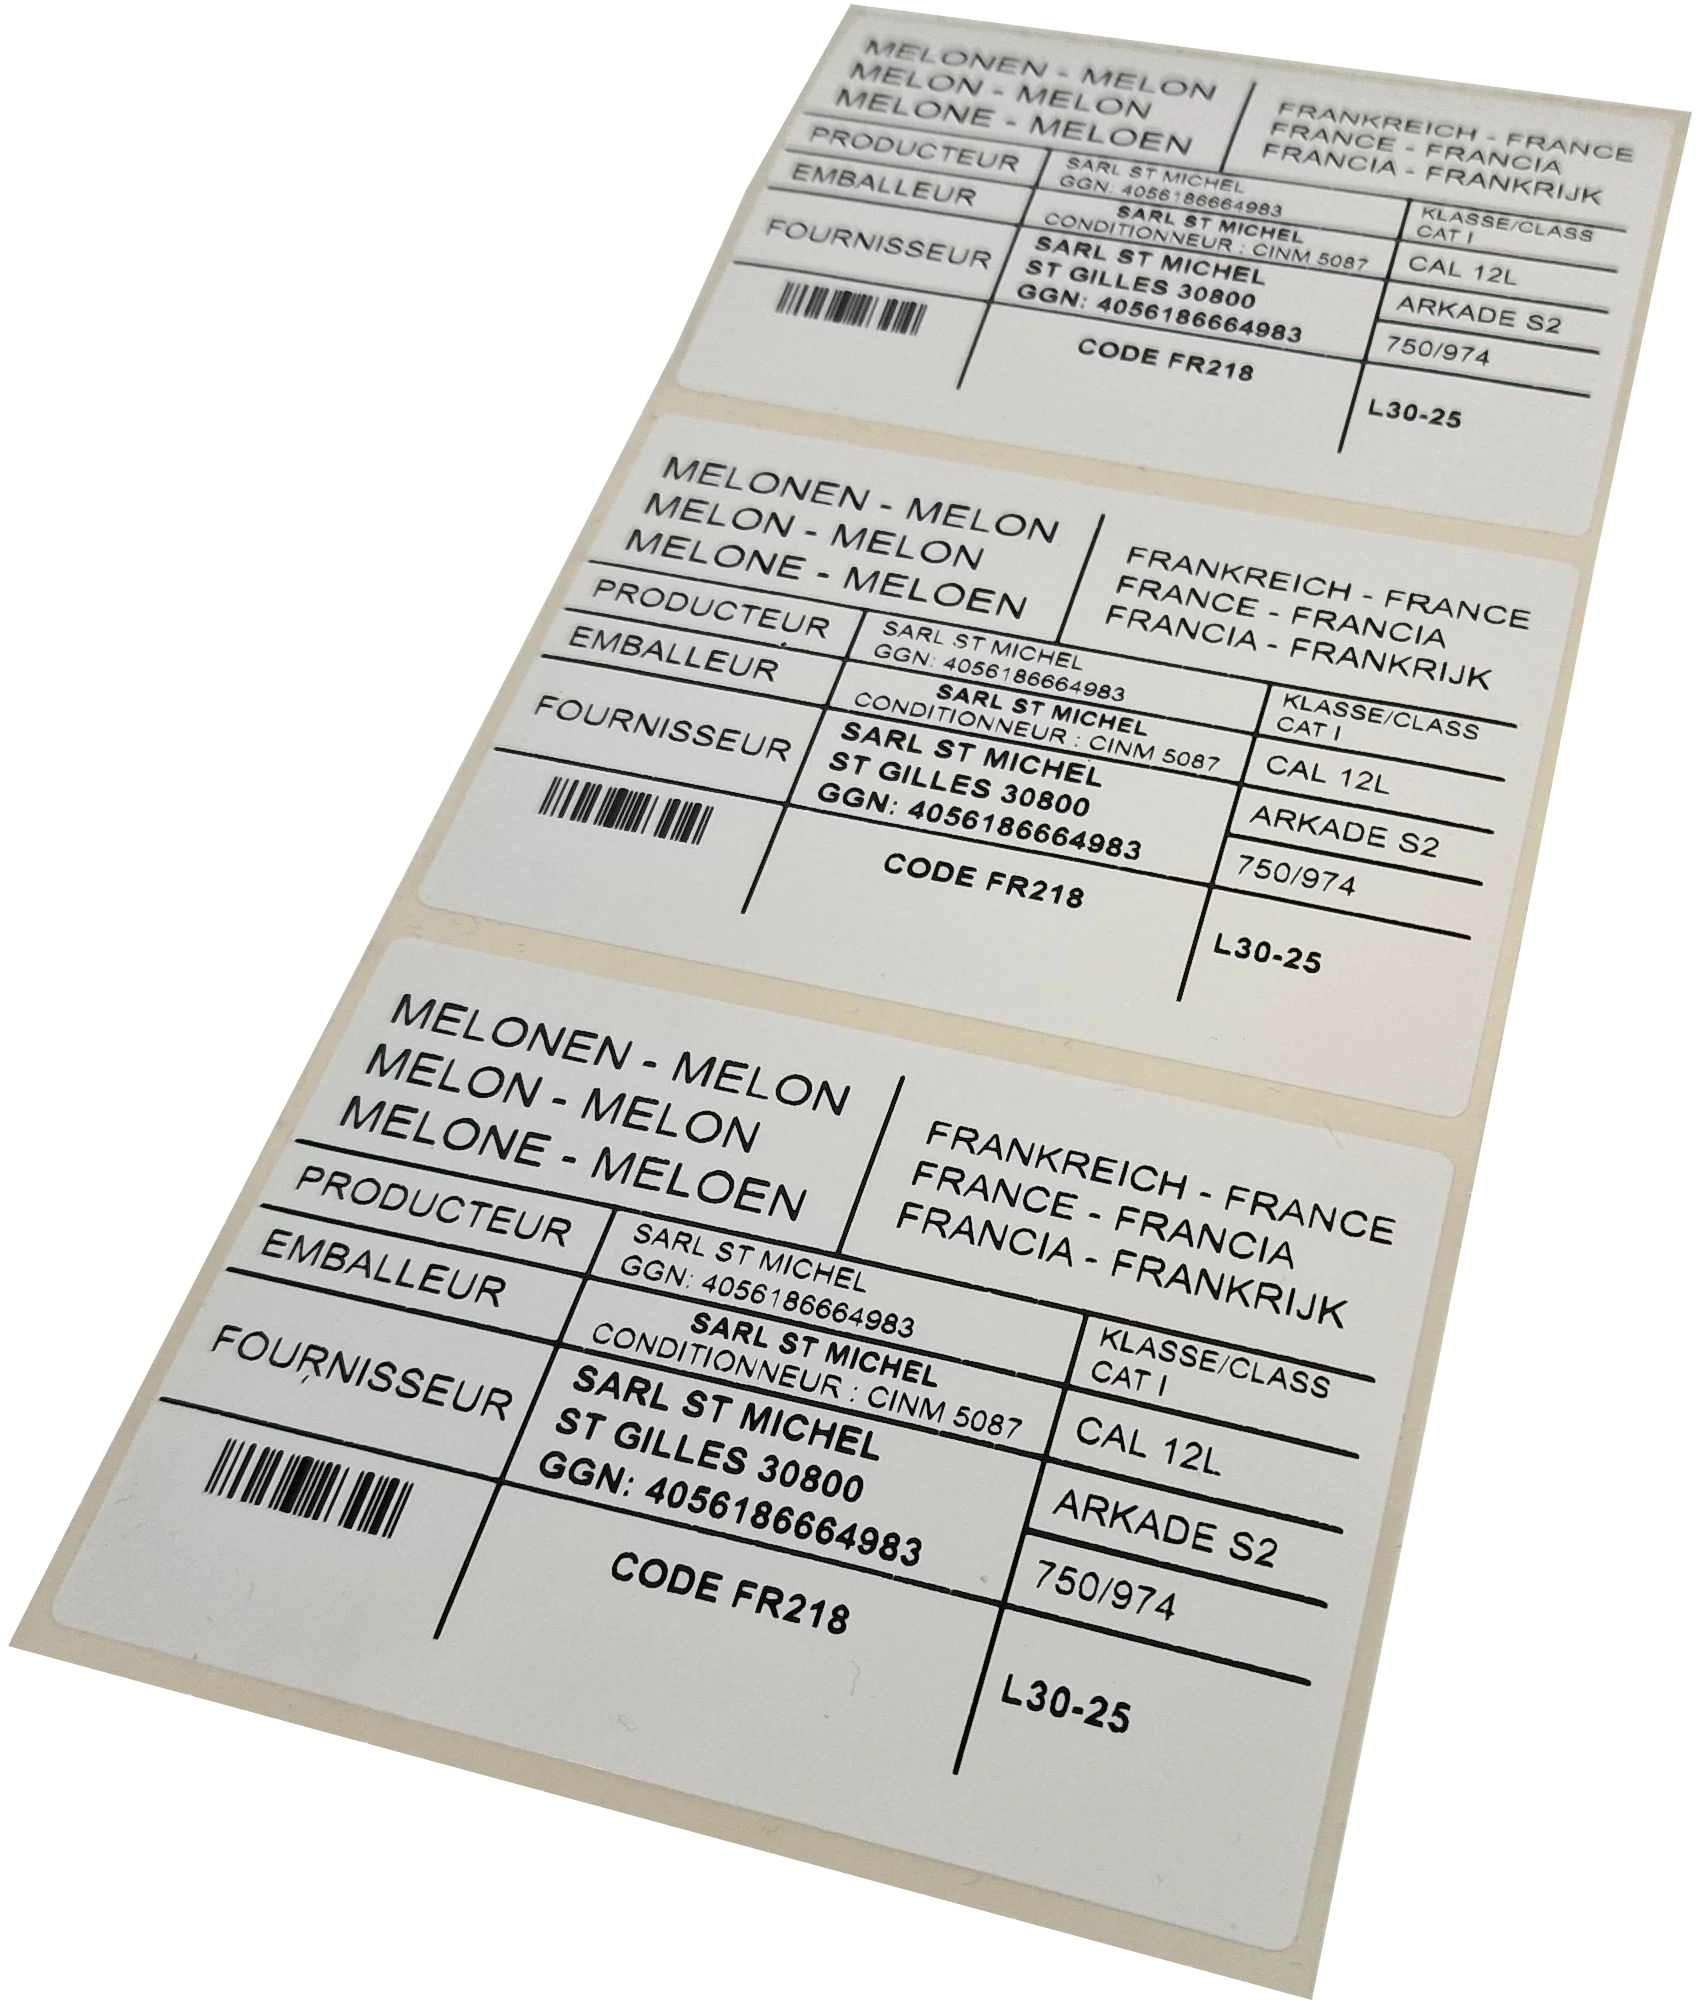 MELONEN - MELON
MELON - MELON
MELONE - MELOEN
FRANKREICH - FRANCE
FRANCE - FRANCIA
FRANCIA - FRANKRIJK
PRODUCTEUR
SARL ST MICHEL
GGN: 4056186664983
KLASSE/CLASS
CAT I
EMBALLEUR
SARL ST MICHEL
CONDITIONNEUR : CINM 5087
CAL 12L
FOURNISSEUR
SARL ST MICHEL
ST GILLES 30800
GGN: 4056186664983
ARKADE S2
750/974
CODE FR218
L30-25
MELONEN - MELON
MELON - MELON
MELONE - MELOEN
FRANKREICH - FRANCE
FRANCE - FRANCIA
FRANCIA - FRANKRIJK
PRODUCTEUR
SARL ST MICHEL
GGN: 4056186664983
KLASSE/CLASS
CAT I
EMBALLEUR
SARL ST MICHEL
CONDITIONNEUR : CINM 5087
CAL 12L
FOURNISSEUR
SARL ST MICHEL
ST GILLES 30800
GGN: 4056186664983
ARKADE S2
750/974
CODE FR218
L30-25
MELONEN - MELON
MELON - MELON
MELONE - MELOEN
FRANKREICH - FRANCE
FRANCE - FRANCIA
FRANCIA - FRANKRIJK
PRODUCTEUR
SARL ST MICHEL
GGN: 4056186664983
KLASSE/CLASS
CAT I
EMBALLEUR
SARL ST MICHEL
CONDITIONNEUR : CINM 5087
CAL 12L
FOURNISSEUR
SARL ST MICHEL
ST GILLES 30800
GGN: 4056186664983
ARKADE S2
750/974
CODE FR218
L30-25